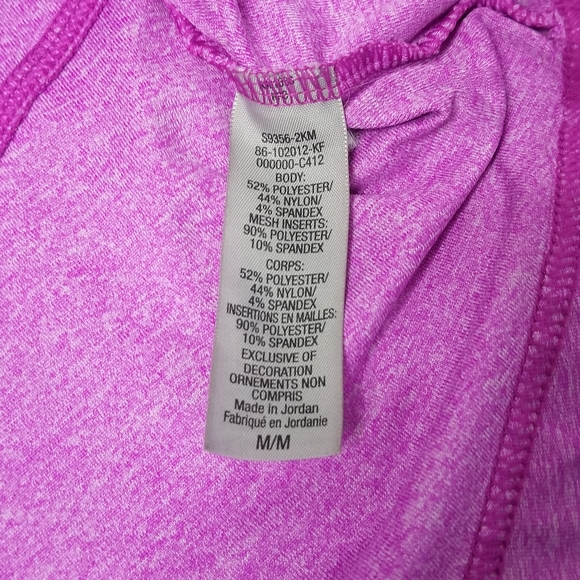 S9356-2KM
86-102012-KF
000000-C412
BODY:
52% POLYESTER/
44% NYLON/
4% SPANDEX
MESH INSERTS:
90% POLYESTER/
10% SPANDEX
CORPS:
52% POLYESTER/
44% NYLON/
4% SPANDEX
INSERTIONS EN MAILLES:
90% POLYESTER/
10% SPANDEX
EXCLUSIVE OF
DECORATION
ORNEMENTS NON
COMPRIS
Made in Jordan
Fabriqué en Jordanie
M/M